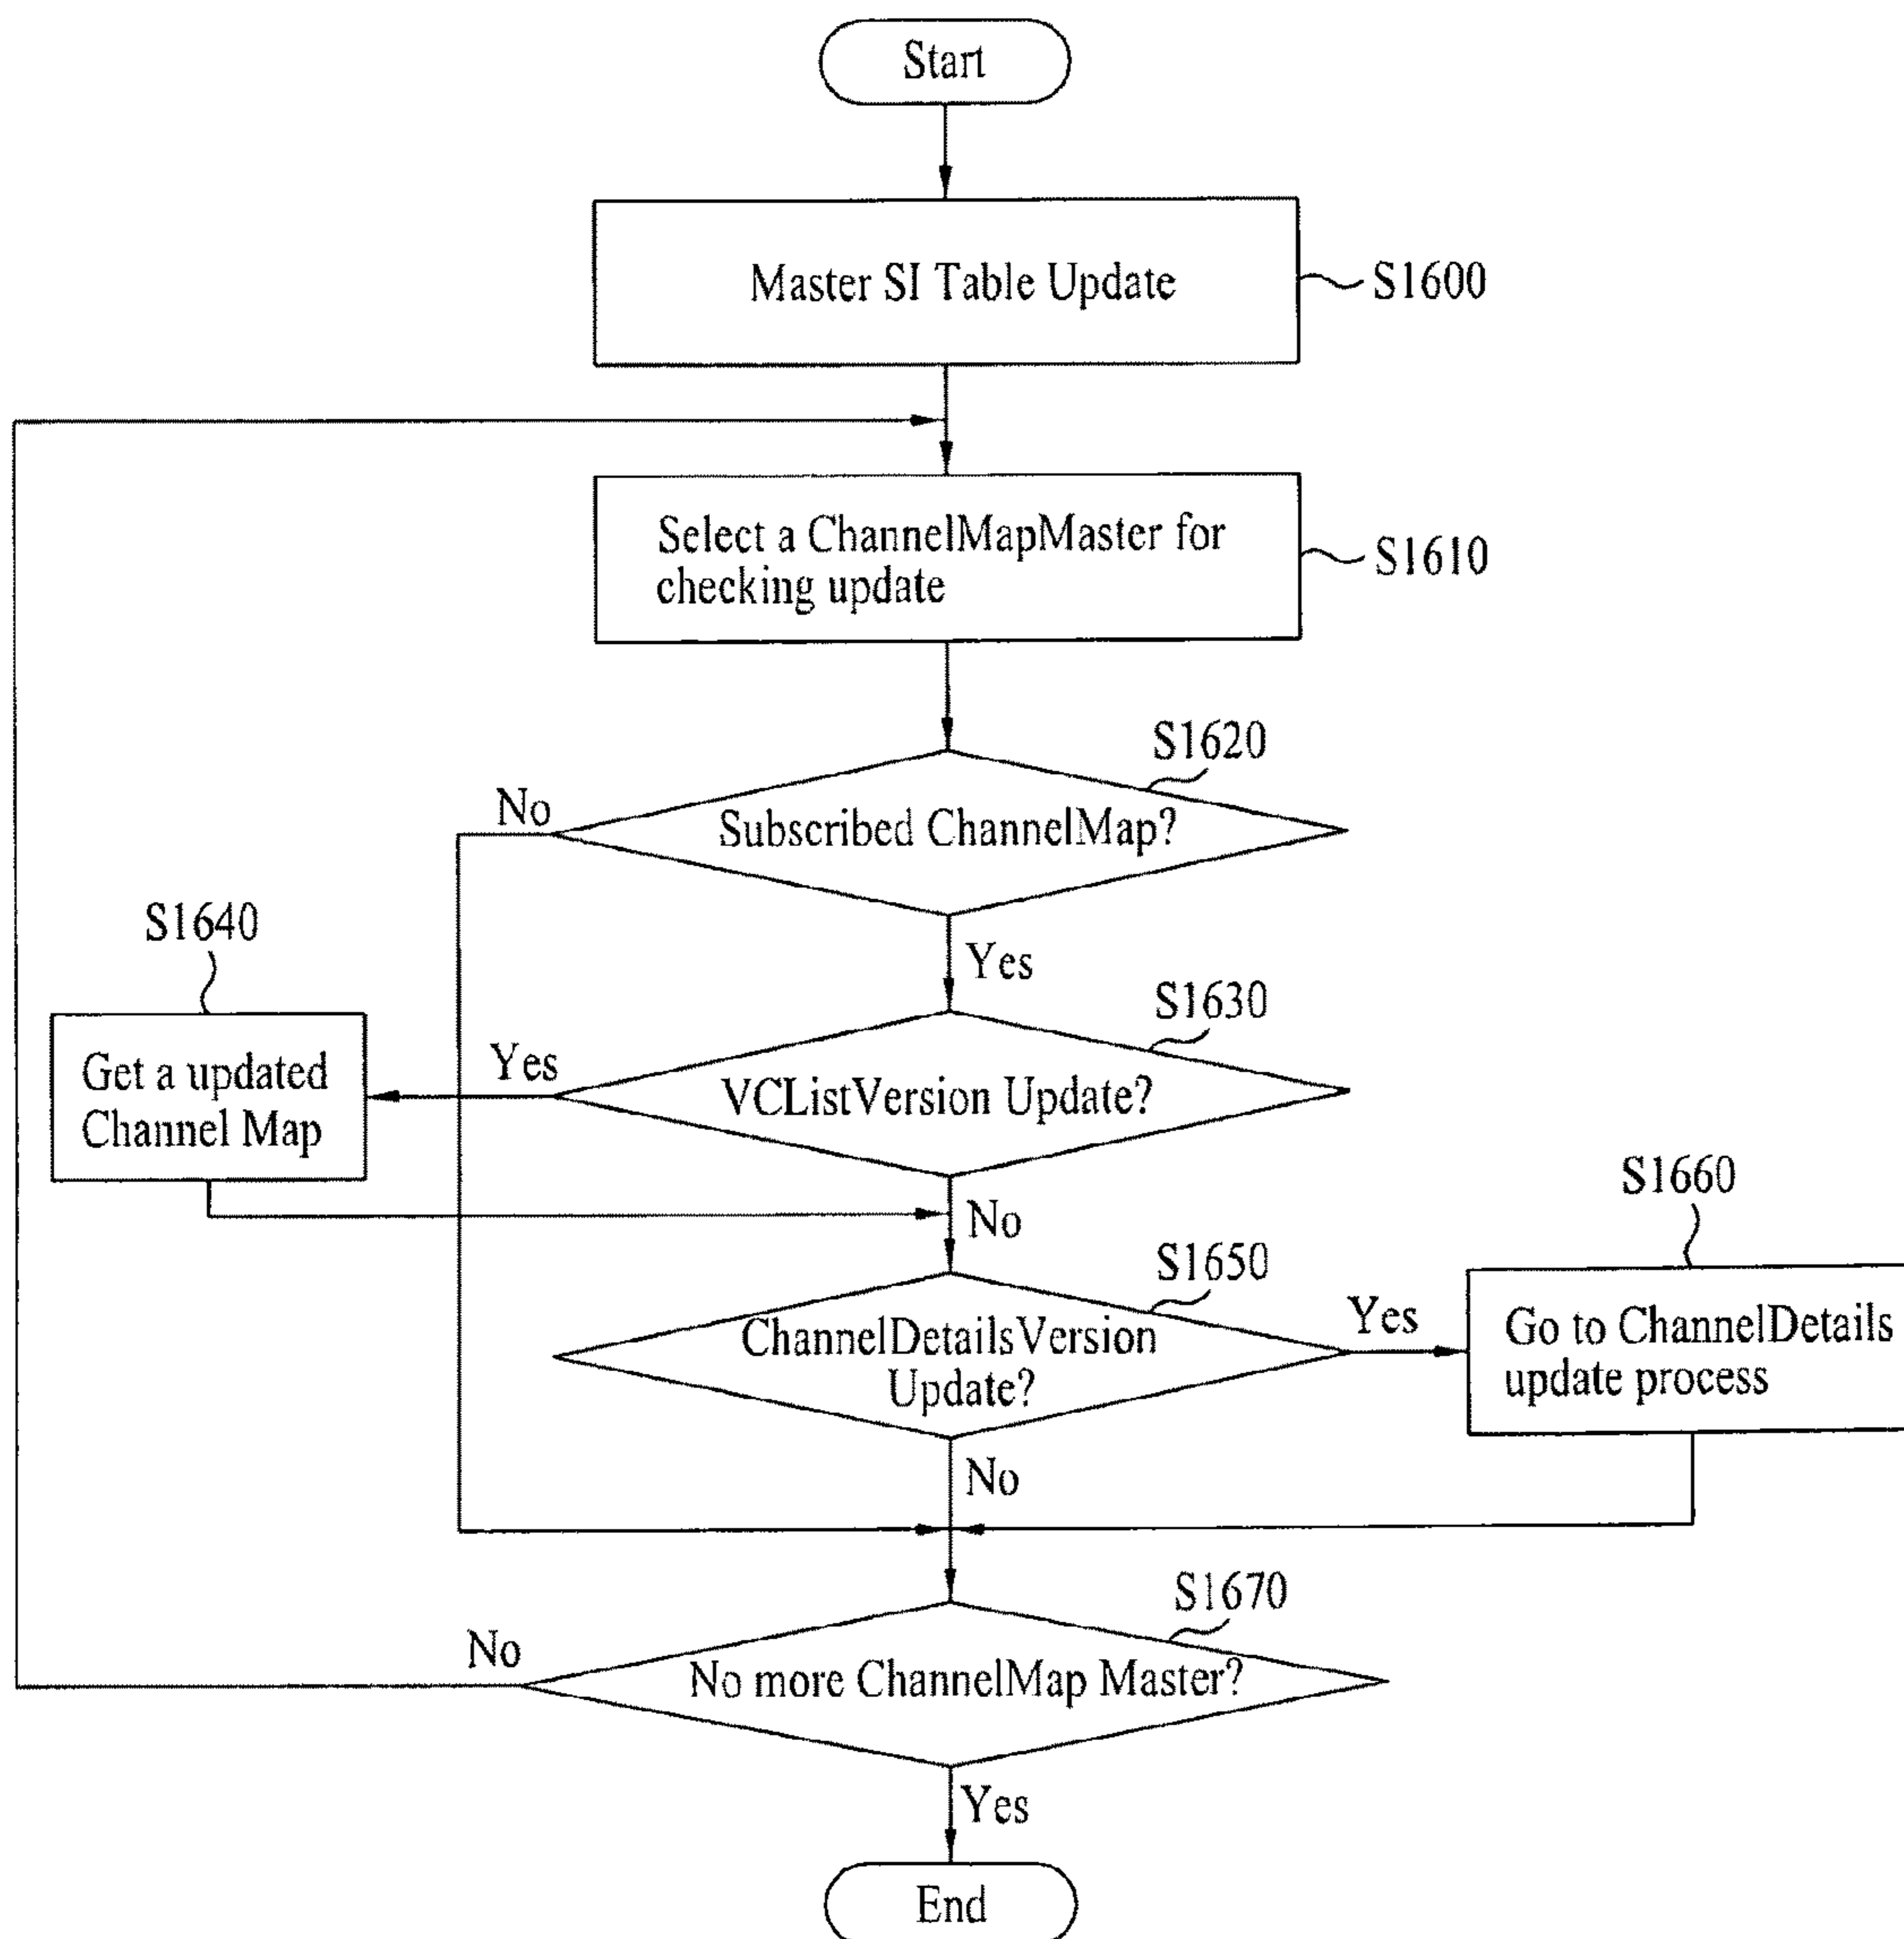 Start
Master SI Table Update
S1600
Select a ChannelMapMaster for
checking update
S1610
S1620
No
Subscribed ChannelMap?
Yes
S1640
S1630
Get a updated
Channel Map
Yes
VCListVersion Update?
No
S1660
S1650
ChannelDetailsVersion
Update?
Yes
Go to ChannelDetails
update process
No
S1670
No
No more ChannelMap Master?
Yes
End